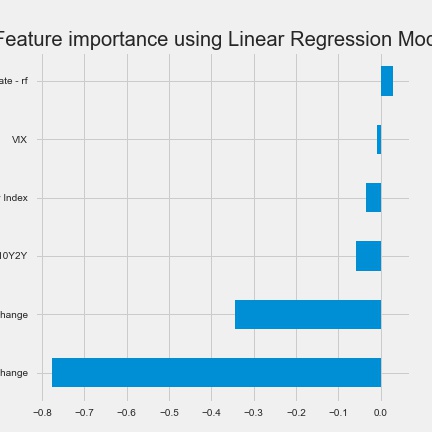 Feature importance using Linear Regression Mod
ate - rf
VIX
Index
10Y2Y
hange
hange
−0.8 −0.7 −0.6 −0.5 −0.4 −0.3 −0.2 −0.1 0.0